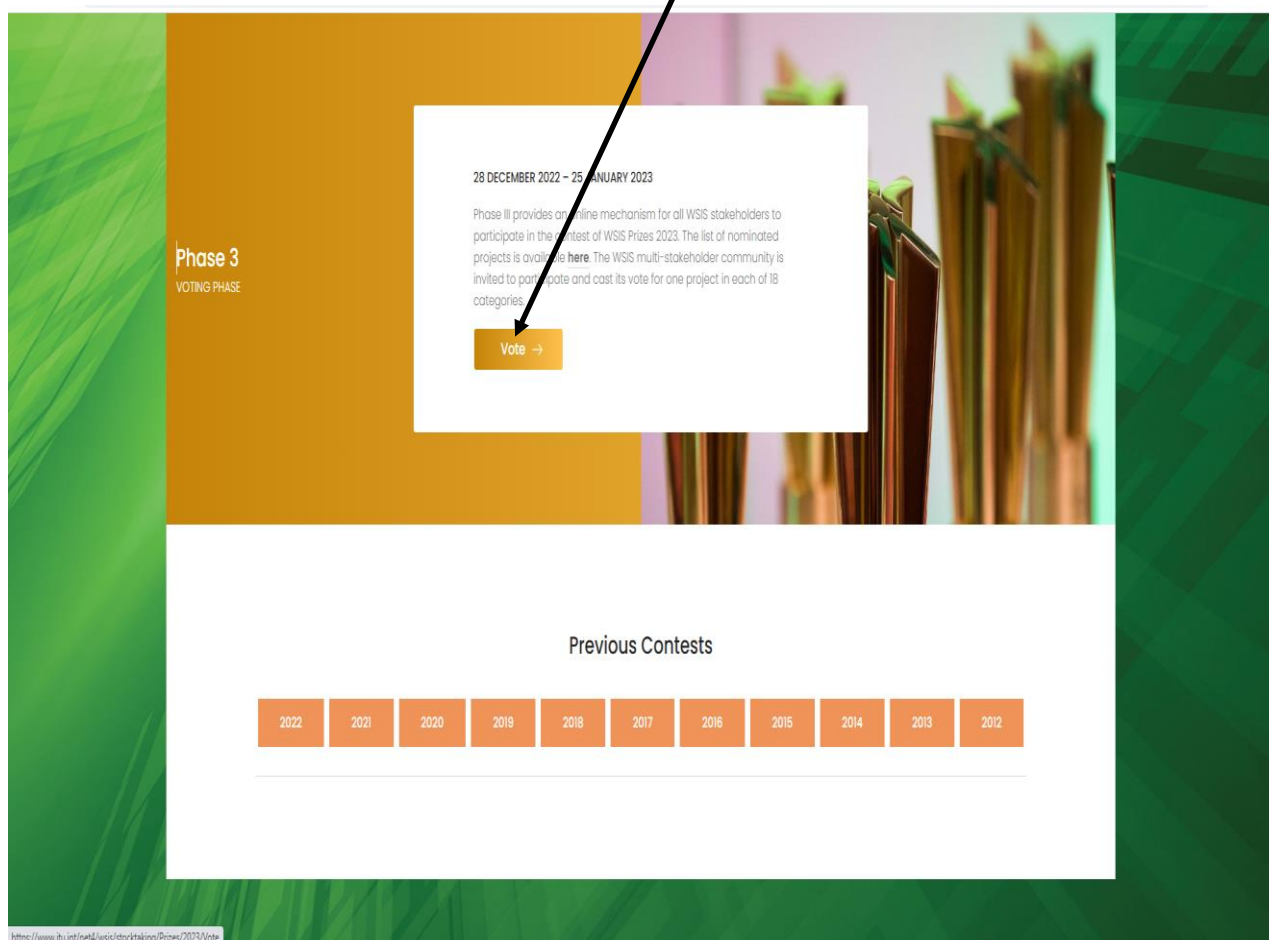 28 DECEMBER 2022 – 25 JANUARY 2023
Phase III provides an online mechanism for all WSIS stakeholders to
participate in the contest of WSIS Prizes 2023. The list of nominated
projects is available here. The WSIS multi-stakeholder community is
invited to participate and cast its vote for one project in each of 18
categories.
Phase 3
VOTING PHASE
Vote →
Previous Contests
2022 2021 2020 2019 2018 2017 2016 2015 2014 2013 2012
https://www.itu.int/net4/wsis/stocktaking/Prizes/2023/Vote